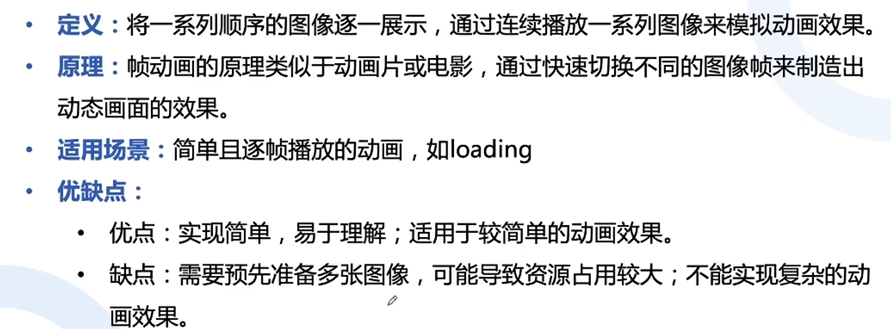 • 定义：将一系列顺序的图像逐一展示，通过连续播放一系列图像来模拟动画效果。
• 原理：帧动画的原理类似于动画片或电影，通过快速切换不同的图像帧来制造出
动态画面的效果。
• 适用场景：简单且逐帧播放的动画，如loading
• 优缺点：
• 优点：实现简单，易于理解；适用于较简单的动画效果。
• 缺点：需要预先准备多张图像，可能导致资源占用较大；不能实现复杂的动
画效果。